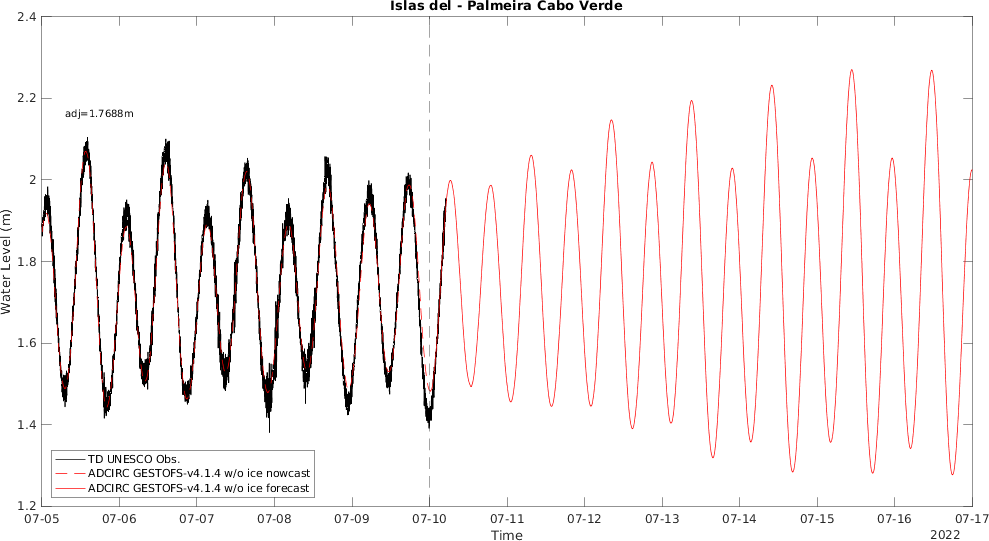 Islas del - Palmeira Cabo Verde
2.4
2.2
2
1.8
1.6
1.4
1.2
Water Level (m)
adj=1.7688m
TD UNESCO Obs.
ADCIRC GESTOFS-v4.1.4 w/o ice nowcast
ADCIRC GESTOFS-v4.1.4 w/o ice forecast
07-05 07-06 07-07 07-08 07-09 07-10 07-11 07-12 07-13 07-14 07-15 07-16 07-17
Time
2022